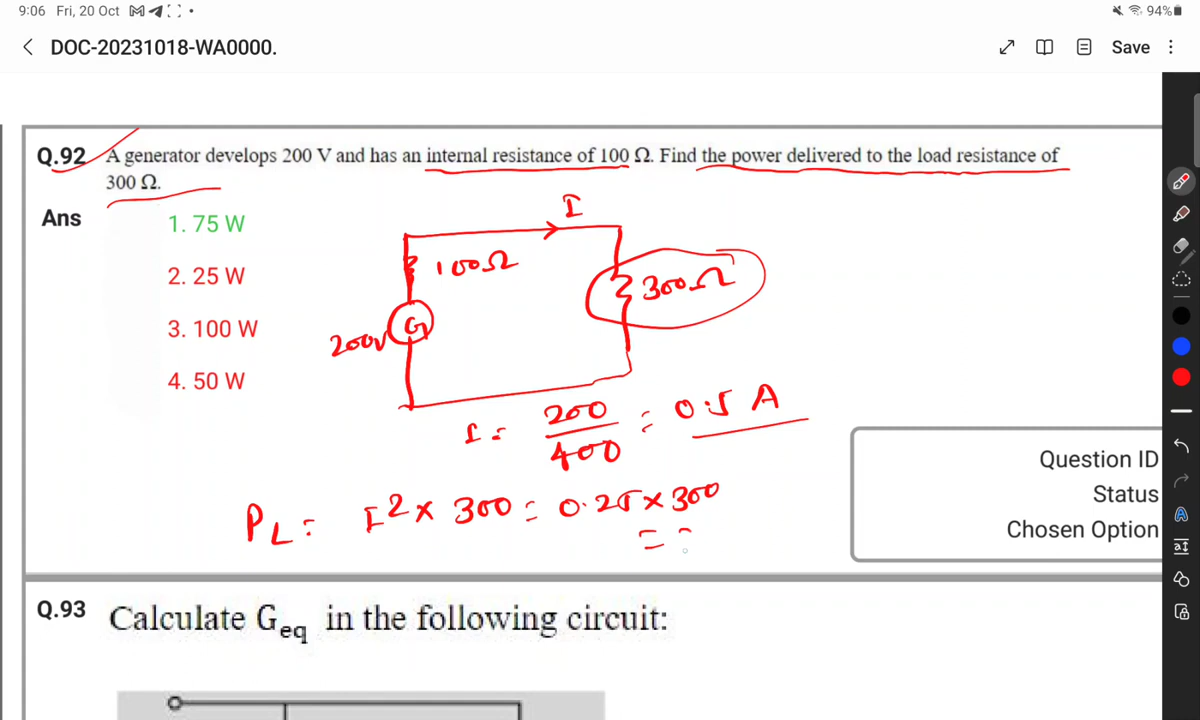 9:06 Fri, 20 Oct
94%
DOC-20231018-WA0000.
Save
Q.92 A generator develops 200 V and has an internal resistance of 100 Ω. Find the power delivered to the load resistance of
300 Ω.
Ans
1. 75 W
2. 25 W
3. 100 W
4. 50 W
I
100Ω
300Ω
200V
G
I = 200/400 = 0.5 A
PL = I² × 300 = 0.25 × 300
=
Question ID
Status
Chosen Option
Q.93 Calculate Geq in the following circuit: